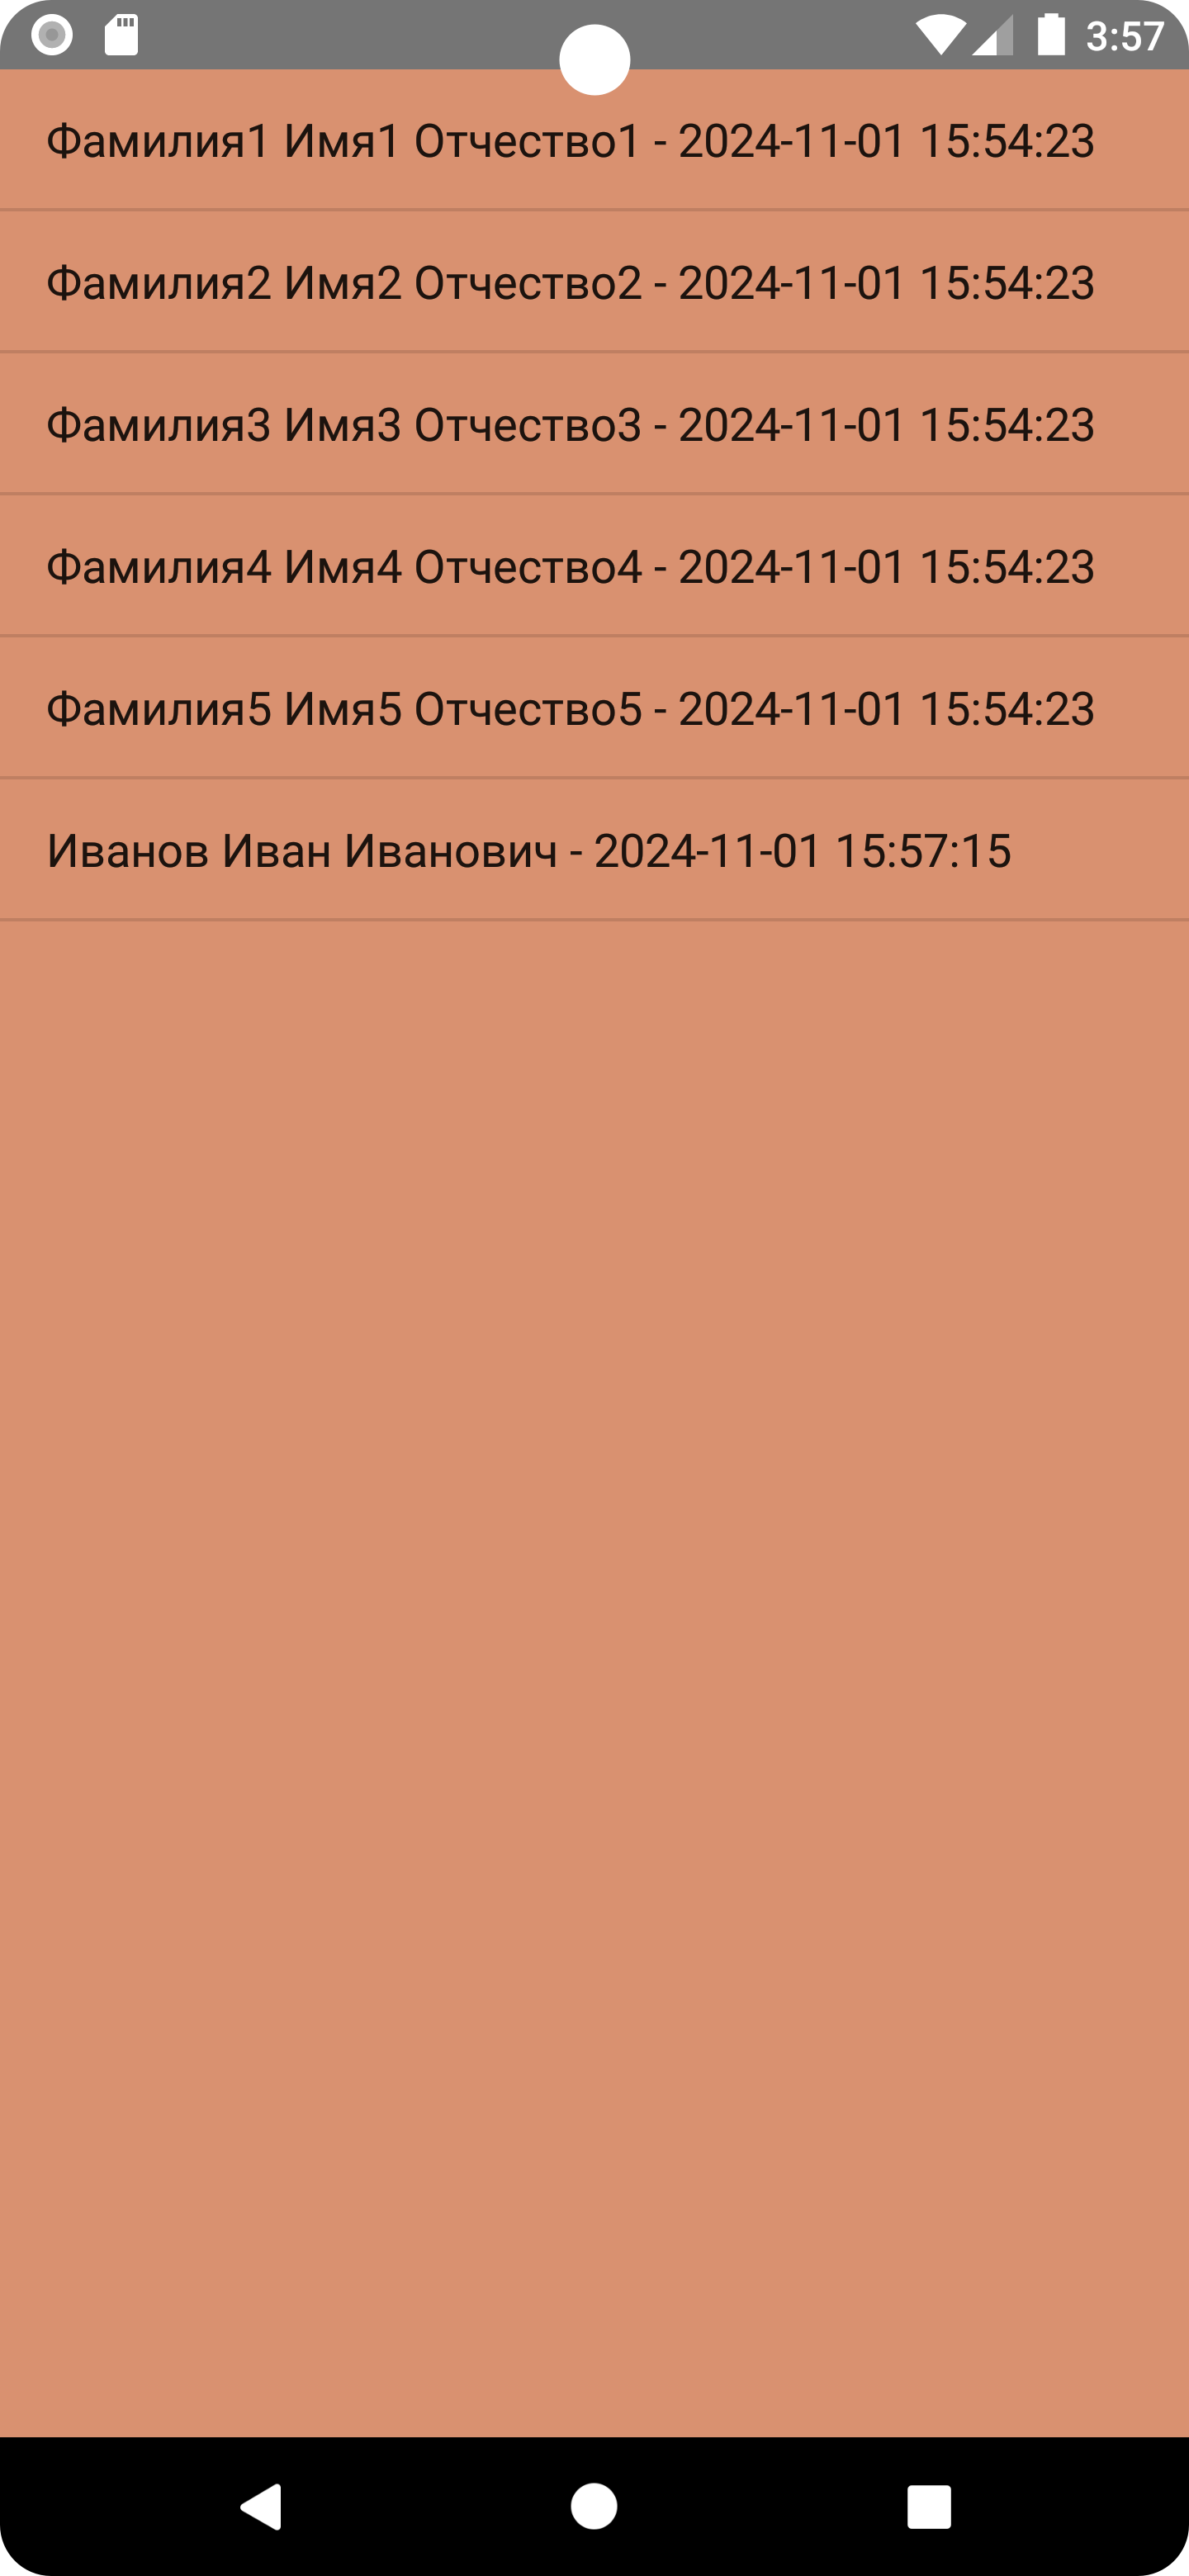 3:57
Фамилия1 Имя1 Отчество1 - 2024-11-01 15:54:23
Фамилия2 Имя2 Отчество2 - 2024-11-01 15:54:23
Фамилия3 Имя3 Отчество3 - 2024-11-01 15:54:23
Фамилия4 Имя4 Отчество4 - 2024-11-01 15:54:23
Фамилия5 Имя5 Отчество5 - 2024-11-01 15:54:23
Иванов Иван Иванович - 2024-11-01 15:57:15